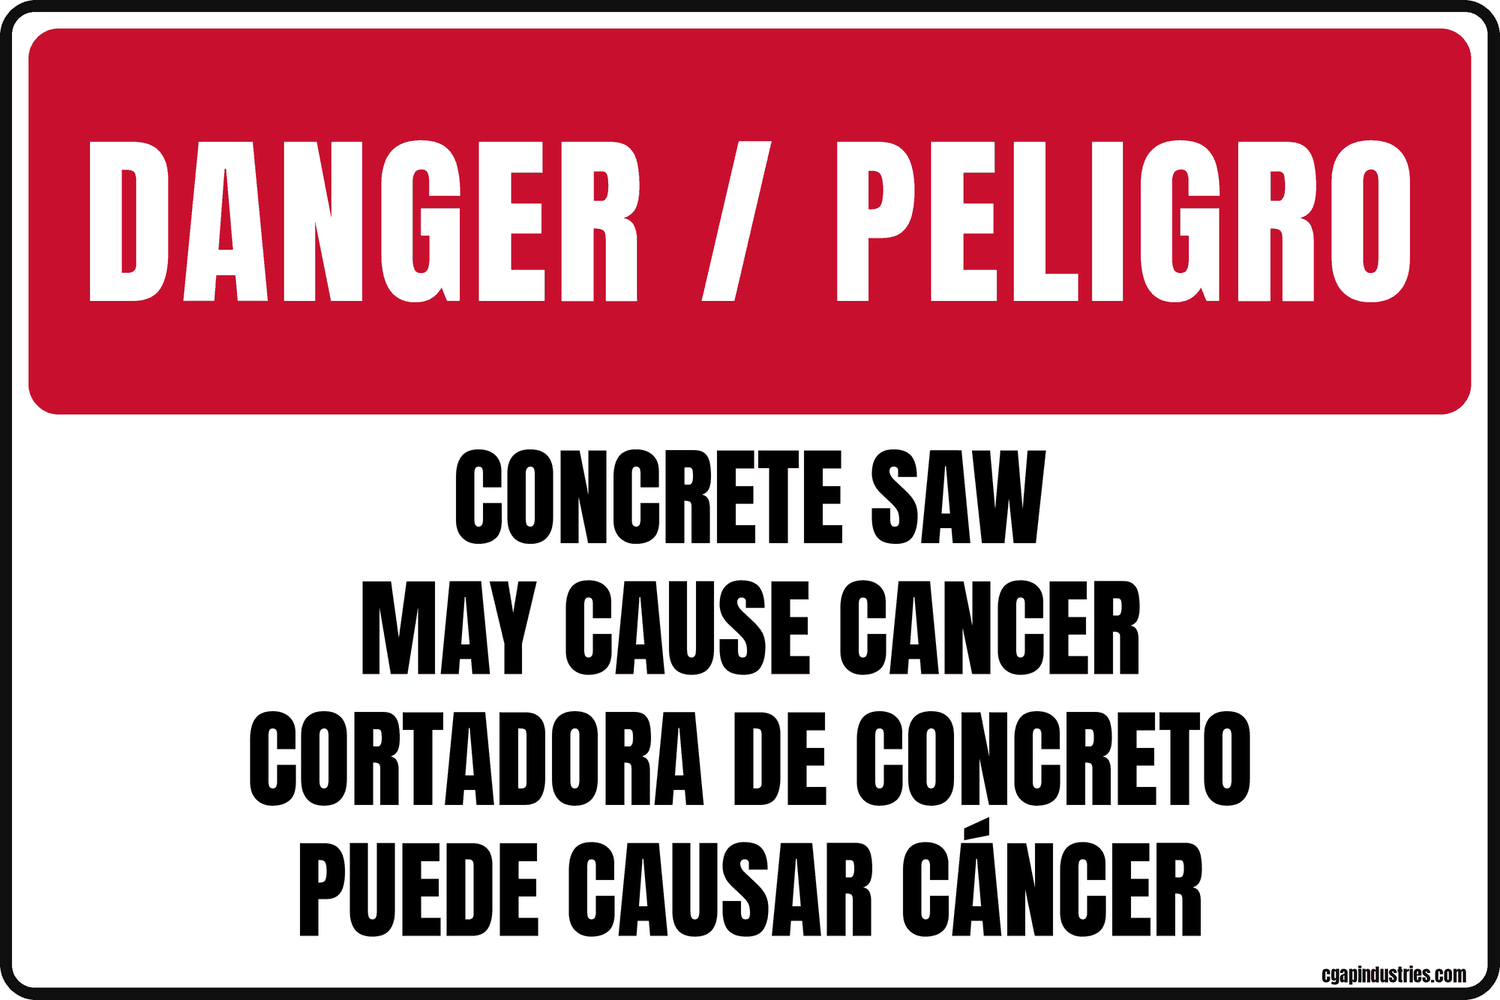 DANGER / PELIGRO
CONCRETE SAW
MAY CAUSE CANCER
CORTADORA DE CONCRETO
PUEDE CAUSAR CÁNCER
cgapindustries.com